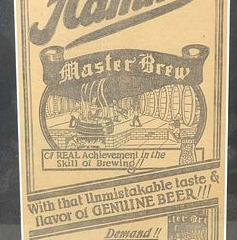 Master Brew
A REAL Achievement in the
Skill of Brewing!!
With that Unmistakable taste &
flavor of GENUINE BEER!!!
Demand!!